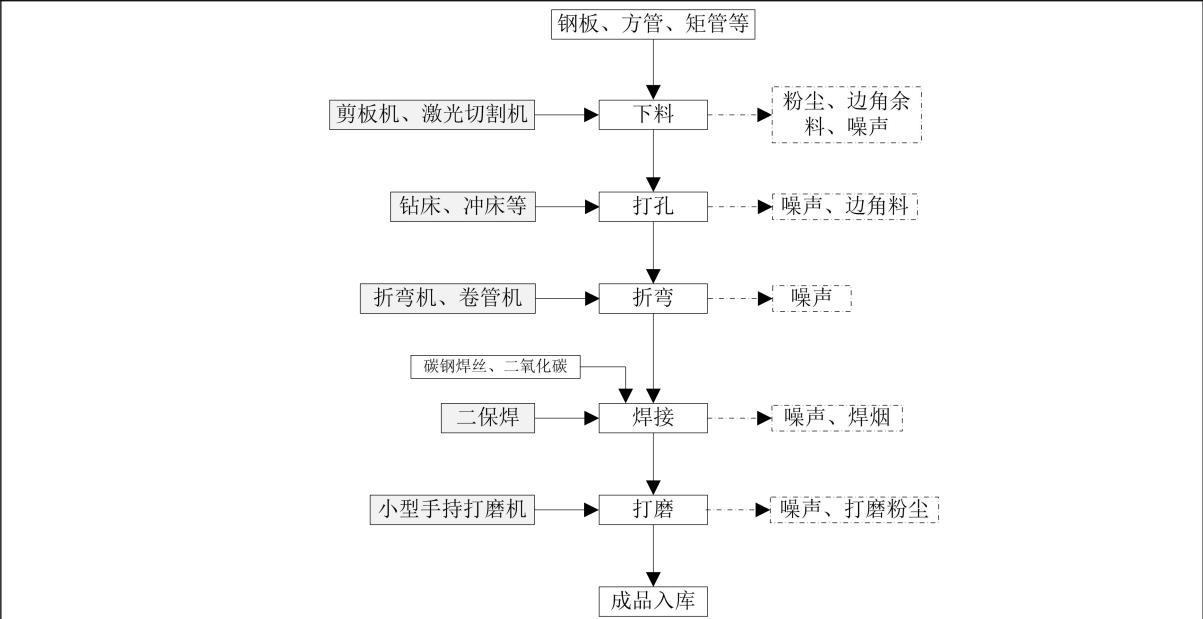 钢板、方管、矩管等
剪板机、激光切割机
下料
粉尘、边角余
料、噪声
钻床、冲床等
打孔
噪声、边角料
折弯机、卷管机
折弯
噪声
碳钢焊丝、二氧化碳
二保焊
焊接
噪声、焊烟
小型手持打磨机
打磨
噪声、打磨粉尘
成品入库